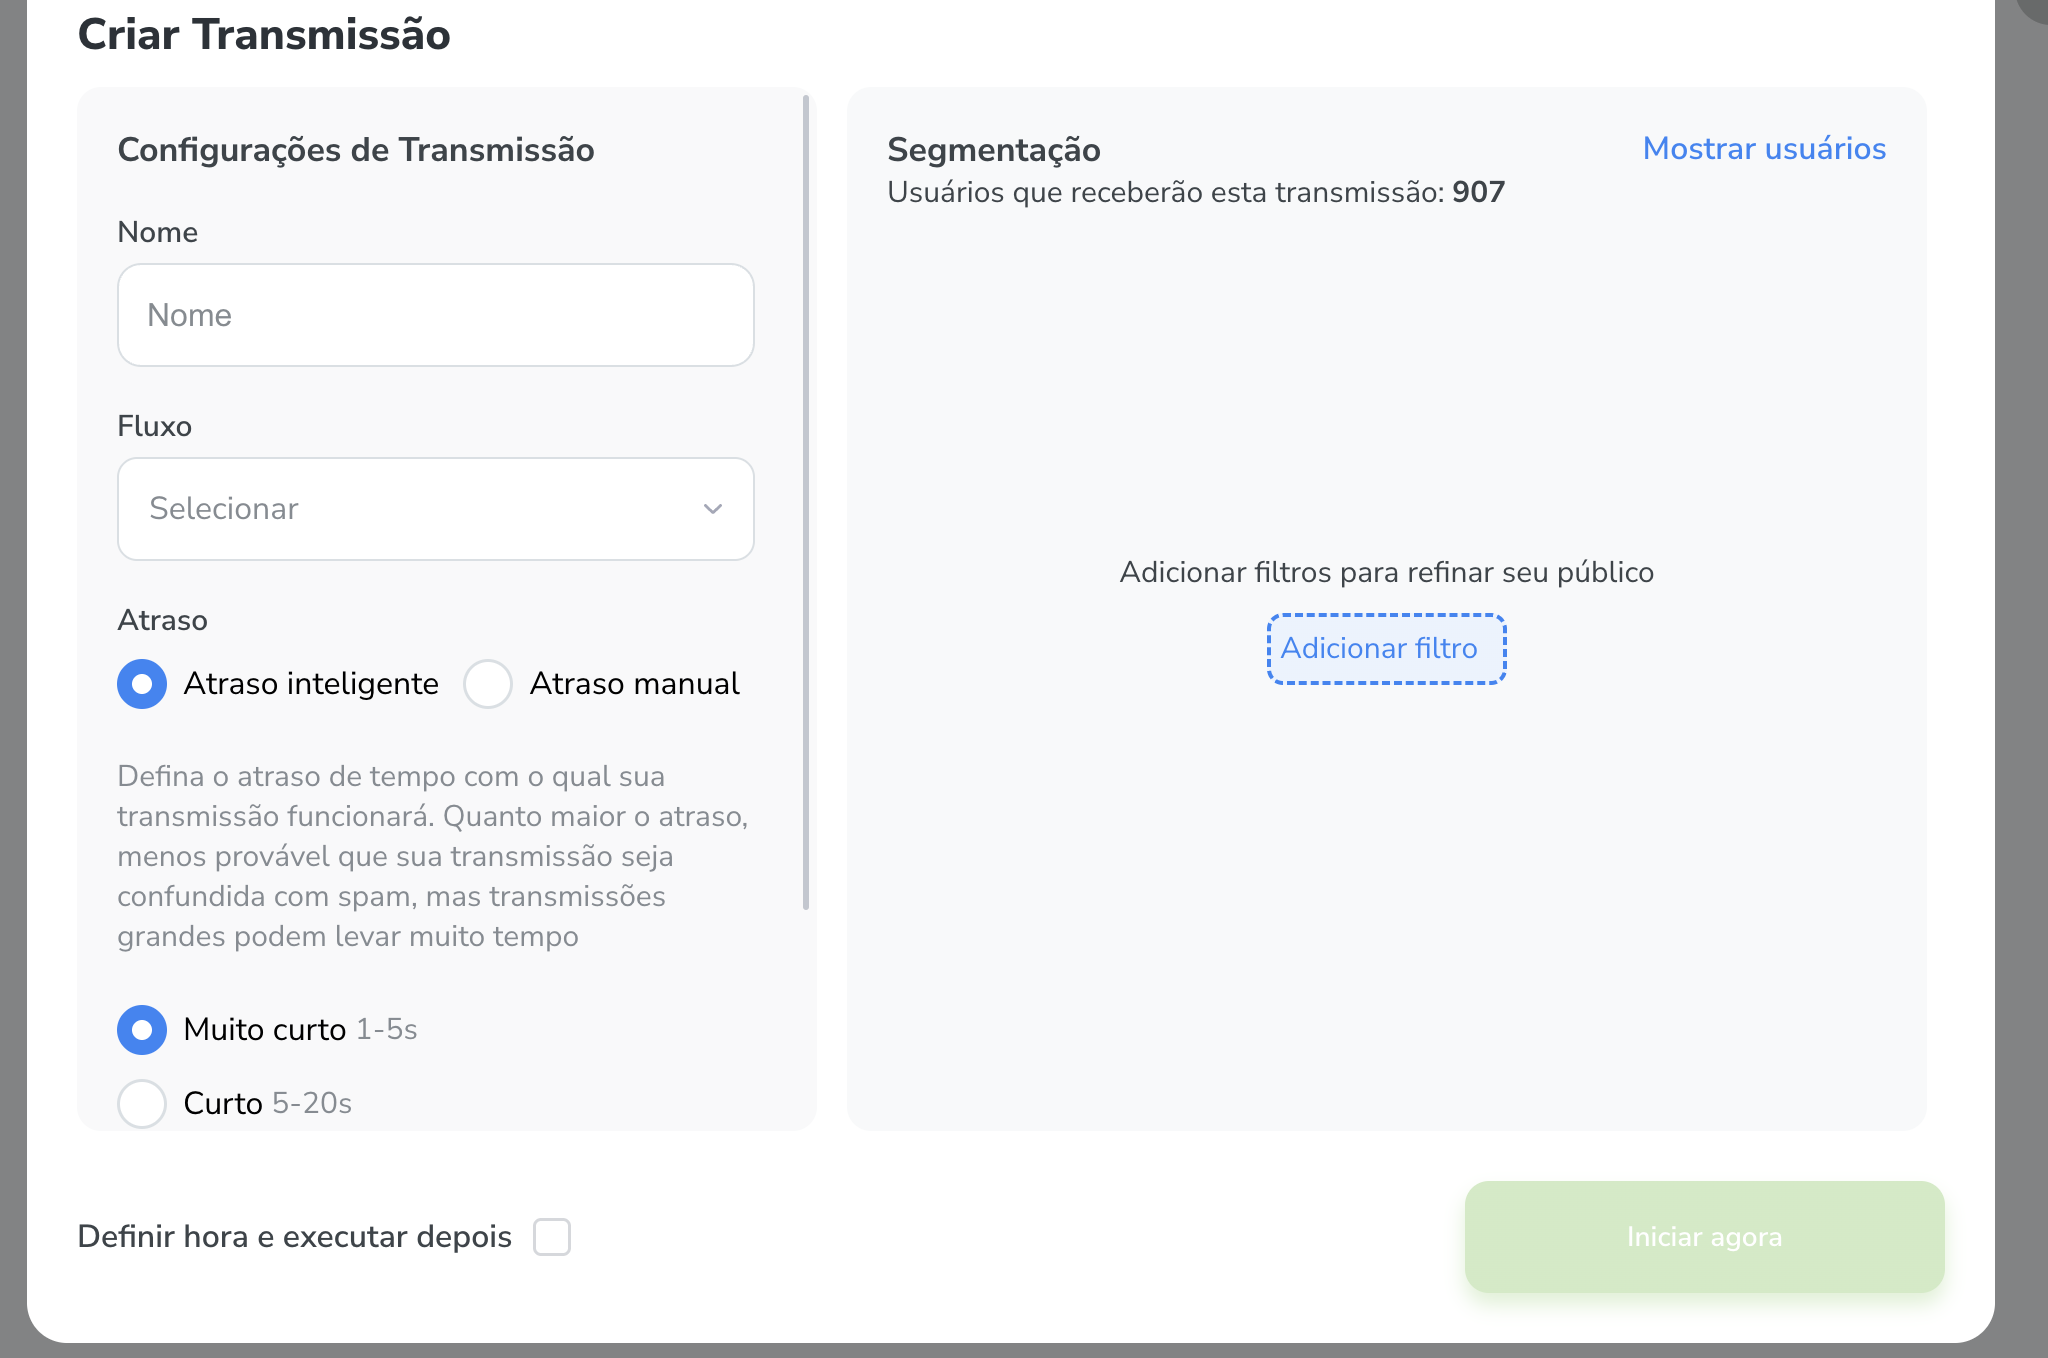 Criar Transmissão
Configurações de Transmissão
Nome
Nome
Fluxo
Selecionar
Atraso
Atraso inteligente
Atraso manual
Defina o atraso de tempo com o qual sua
transmissão funcionará. Quanto maior o atraso,
menos provável que sua transmissão seja
confundida com spam, mas transmissões
grandes podem levar muito tempo
Muito curto 1-5s
Curto 5-20s
Segmentação
Mostrar usuários
Usuários que receberão esta transmissão: 907
Adicionar filtros para refinar seu público
Adicionar filtro
Definir hora e executar depois
Iniciar agora